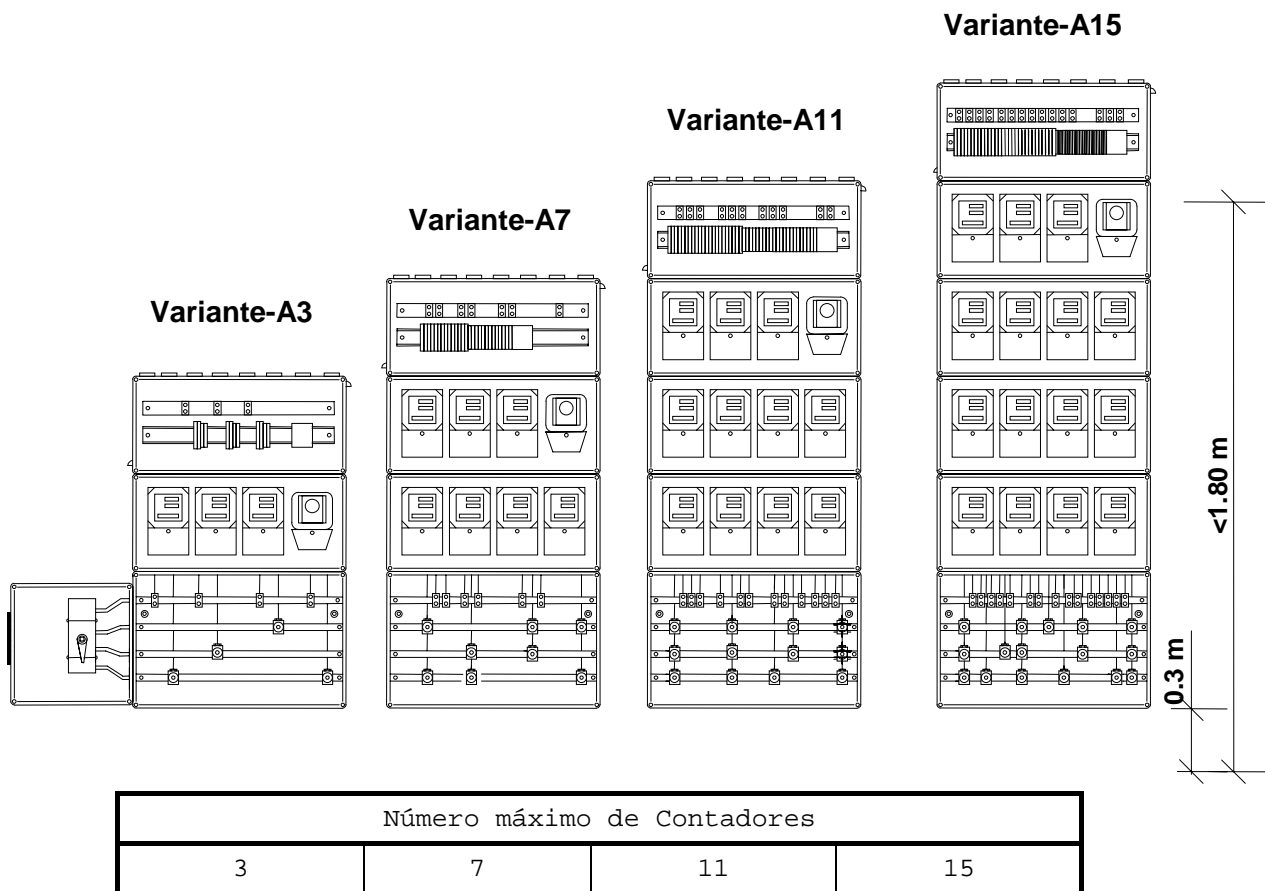 Variante-A15
Variante-A11
Variante-A7
Variante-A3
<1.80 m
0.3 m
Número máximo de Contadores
3 7 11 15